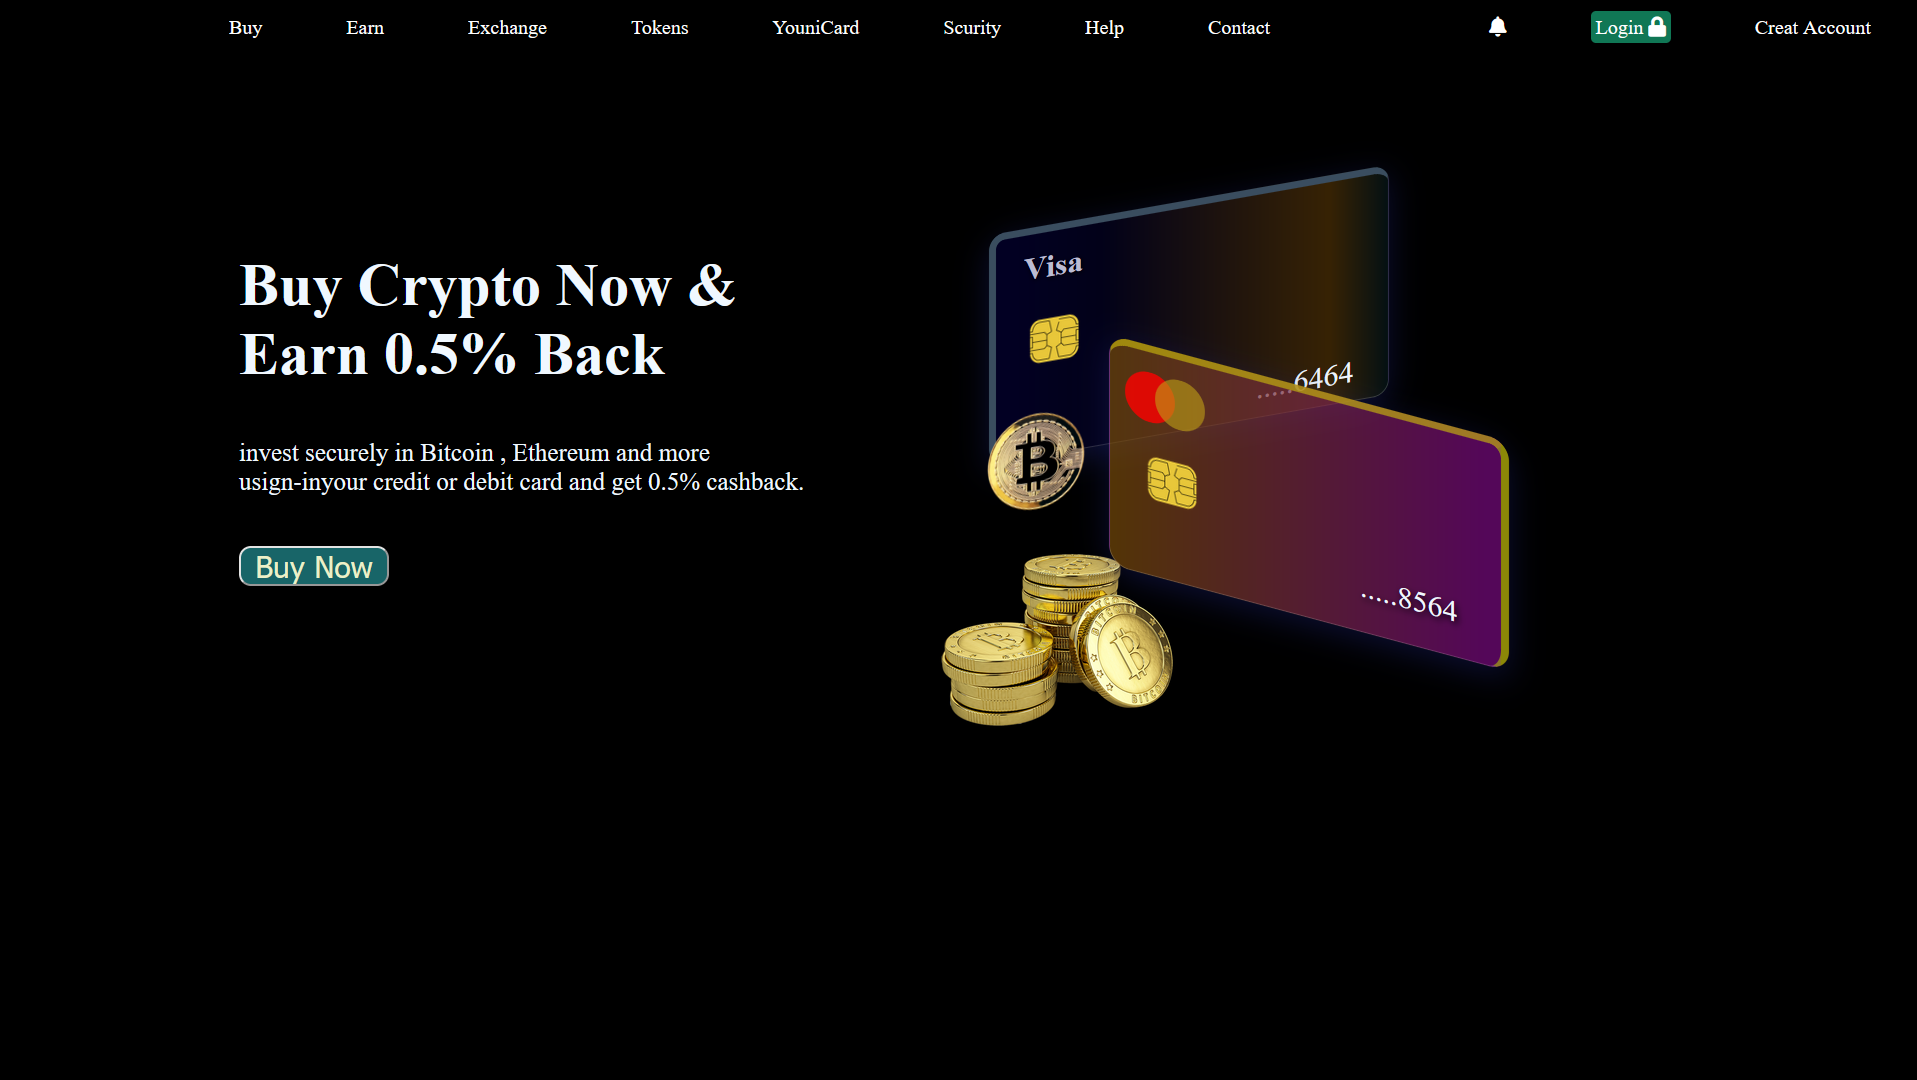 Buy Earn Exchange Tokens YouniCard Scurity Help Contact Login Creat Account
Buy Crypto Now &
Earn 0.5% Back
invest securely in Bitcoin , Ethereum and more
usign-inyour credit or debit card and get 0.5% cashback.
Buy Now
Visa
.....6464
.....8564
BITCOIN
BITCOIN